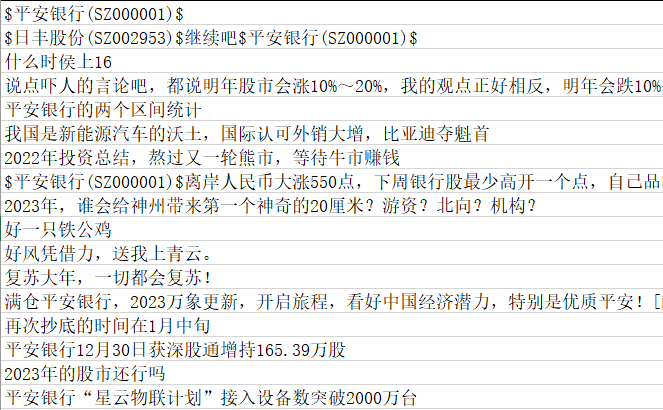 $平安银行(SZ000001)$
$日丰股份(SZ002953)$继续吧$平安银行(SZ000001)$
什么时侯上16
说点吓人的言论吧，都说明年股市会涨10%～20%，我的观点正好相反，明年会跌10%
平安银行的两个区间统计
我国是新能源汽车的沃土，国际认可外销大增，比亚迪夺魁首
2022年投资总结，熬过又一轮熊市，等待牛市赚钱
$平安银行(SZ000001)$离岸人民币大涨550点，下周银行股最少高开一个点，自己品
2023年，谁会给神州带来第一个神奇的20厘米？游资？北向？机构？
好一只铁公鸡
好风凭借力，送我上青云。
复苏大年，一切都会复苏！
满仓平安银行，2023万象更新，开启旅程，看好中国经济潜力，特别是优质平安！[
再次抄底的时间在1月中旬
平安银行12月30日获深股通增持165.39万股
2023年的股市还行吗
平安银行“星云物联计划”接入设备数突破2000万台